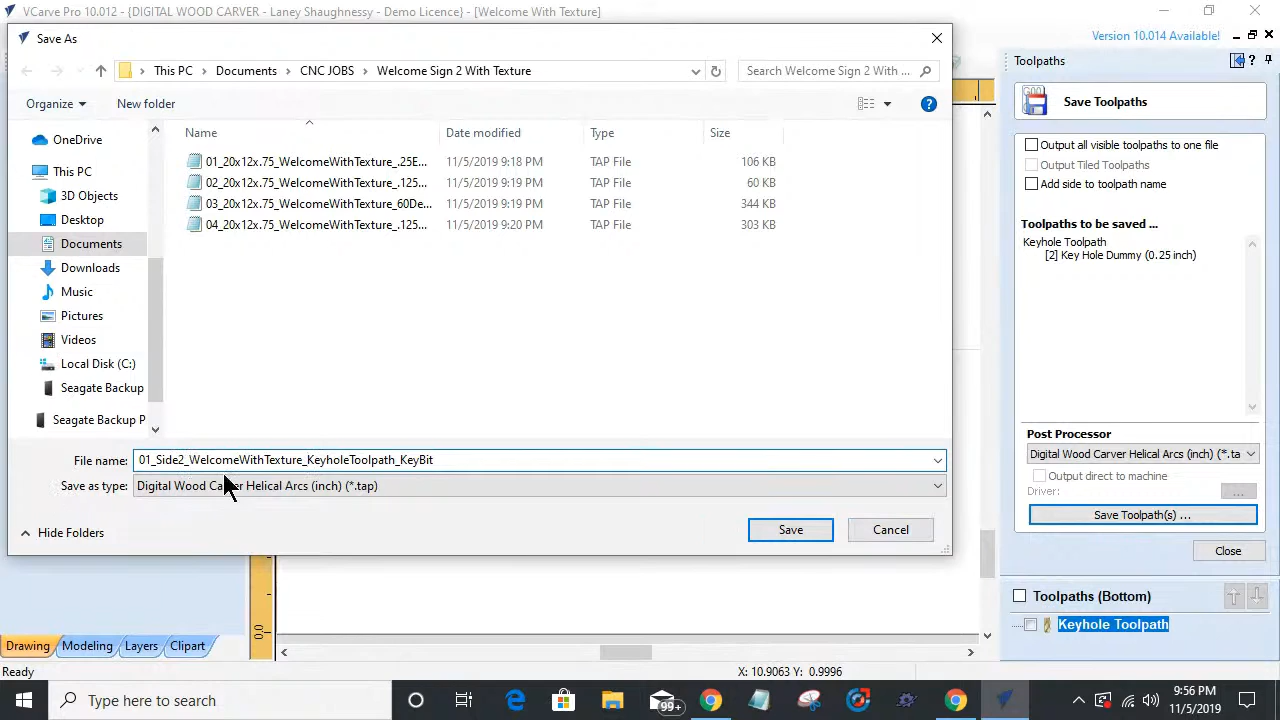 VCarve Pro 10.012 - {DIGITAL WOOD CARVER - Laney Shaughnessy - Demo Licence} - [Welcome With Texture]
Version 10.014 Available!
Save As
This PC
Documents
CNC JOBS
Welcome Sign 2 With Texture
Search Welcome Sign 2 With ...
Organize
New folder
?
Name
Date modified
Type
Size
OneDrive
This PC
3D Objects
Desktop
Documents
Downloads
Music
Pictures
Videos
Local Disk (C:)
Seagate Backup
Seagate Backup P
01_20x12x.75_WelcomeWithTexture_.25E... 11/5/2019 9:18 PM TAP File 106 KB
02_20x12x.75_WelcomeWithTexture_.125... 11/5/2019 9:19 PM TAP File 60 KB
03_20x12x.75_WelcomeWithTexture_60De... 11/5/2019 9:19 PM TAP File 344 KB
04_20x12x.75_WelcomeWithTexture_.125... 11/5/2019 9:20 PM TAP File 303 KB
File name: 01_Side2_WelcomeWithTexture_KeyholeToolpath_KeyBit
Save as type: Digital Wood Carver Helical Arcs (inch) (*.tap)
Hide Folders
Save
Cancel
Toolpaths
?
Save Toolpaths
Output all visible toolpaths to one file
Output Tiled Toolpaths
Add side to toolpath name
Toolpaths to be saved ...
Keyhole Toolpath
[2] Key Hole Dummy (0.25 inch)
Post Processor
Digital Wood Carver Helical Arcs (inch) (*.ta
Output direct to machine
Driver:
...
Save Toolpath(s) ...
Close
Toolpaths (Bottom)
Keyhole Toolpath
0.0
Drawing
Modeling
Layers
Clipart
Ready
X: 10.9063 Y: 0.9996
Type here to search
99+
9:56 PM
11/5/2019